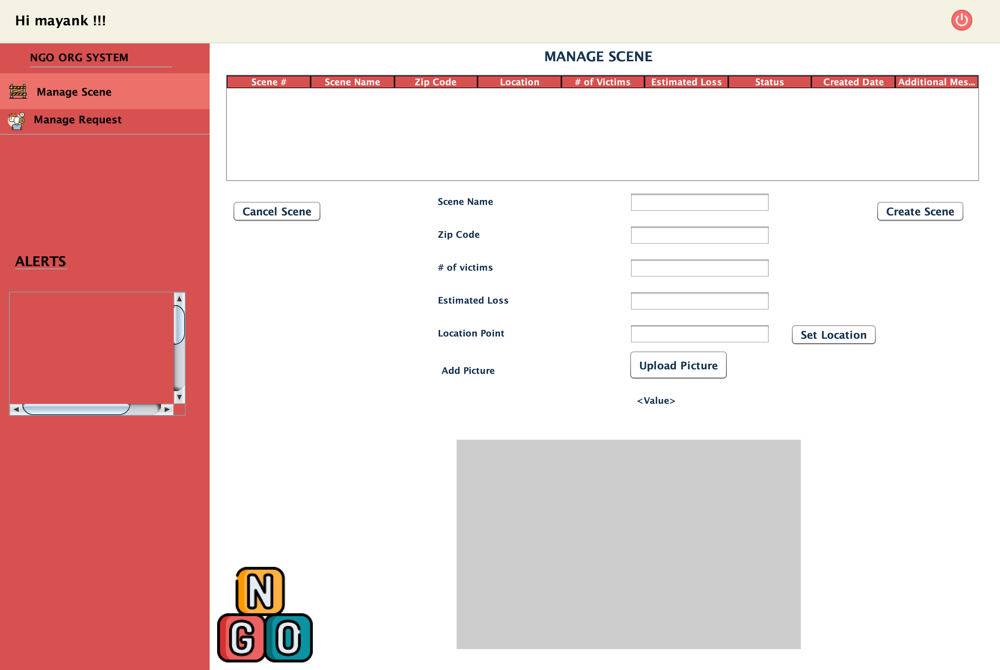 Hi mayank !!!
NGO ORG SYSTEM
Manage Scene
Manage Request
ALERTS
MANAGE SCENE
Scene # Scene Name Zip Code Location # of Victims Estimated Loss Status Created Date Additional Mes...
Cancel Scene
Scene Name
Create Scene
Zip Code
# of victims
Estimated Loss
Location Point
Set Location
Add Picture
Upload Picture
<Value>
N
G O